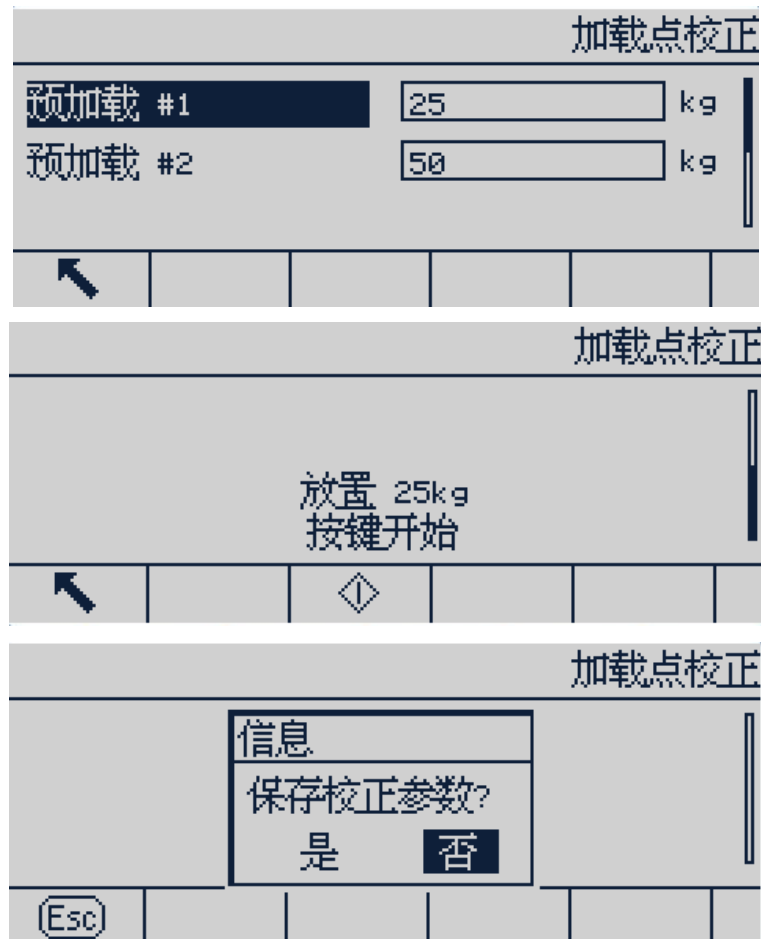 加载点校正
预加载 #1 25 kg
预加载 #2 50 kg
加载点校正
放置 25kg
按键开始
加载点校正
信息
保存校正参数?
是 否
Esc